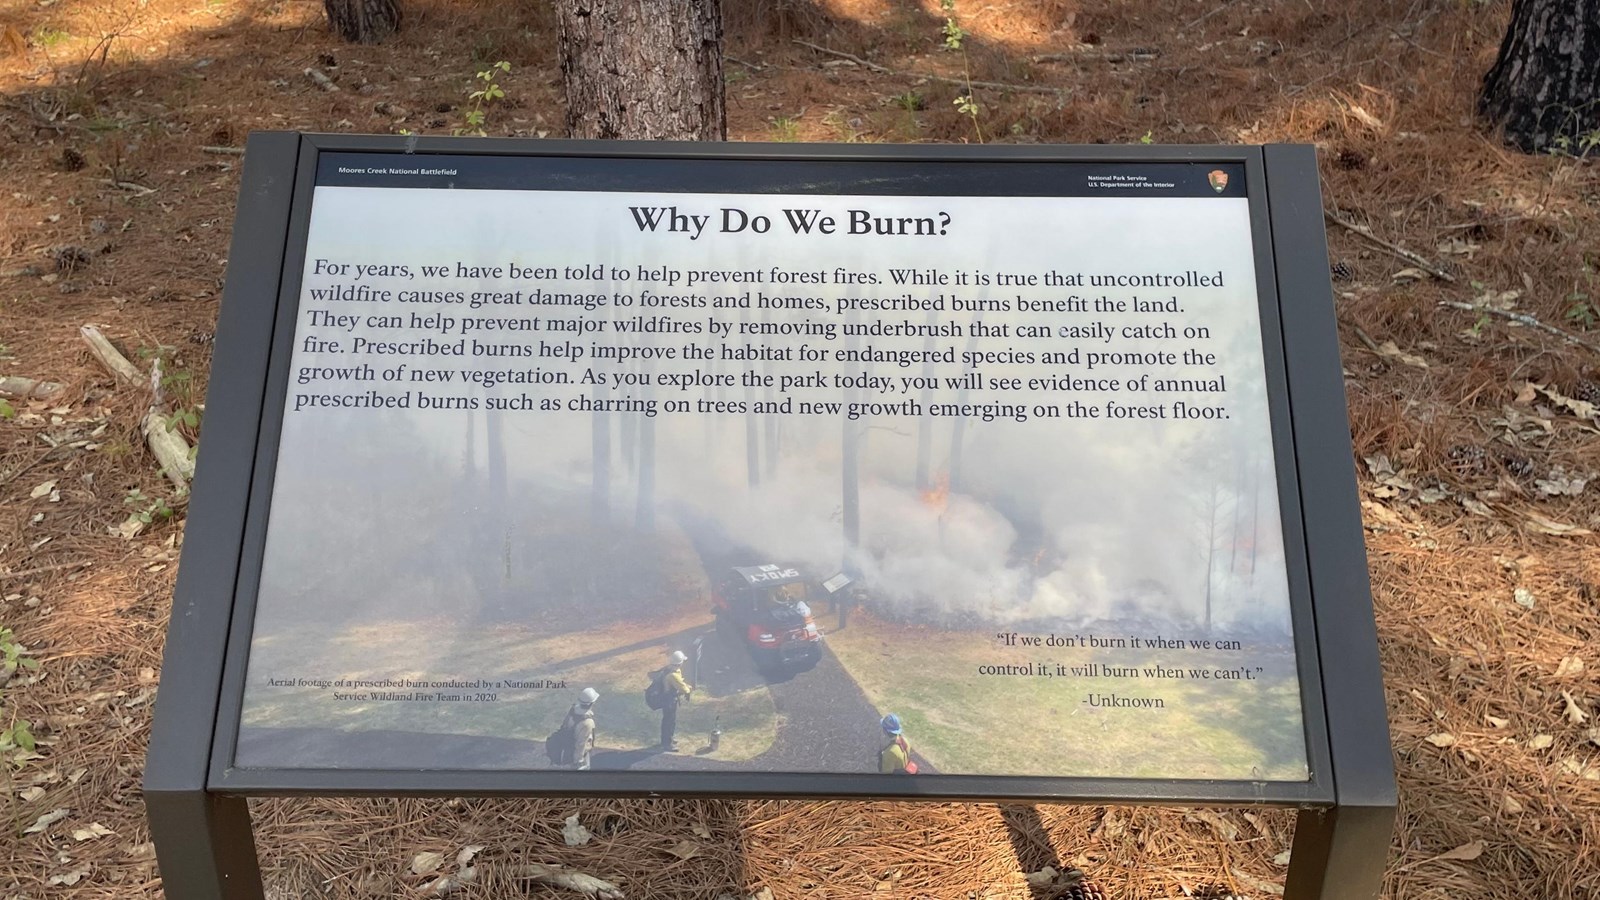 Moores Creek National Battlefield
National Park Service
U.S. Department of the Interior
Why Do We Burn?
For years, we have been told to help prevent forest fires. While it is true that uncontrolled
wildfire causes great damage to forests and homes, prescribed burns benefit the land.
They can help prevent major wildfires by removing underbrush that can easily catch on
fire. Prescribed burns help improve the habitat for endangered species and promote the
growth of new vegetation. As you explore the park today, you will see evidence of annual
prescribed burns such as charring on trees and new growth emerging on the forest floor.
SMOKY
"If we don't burn it when we can
control it, it will burn when we can't."
-Unknown
Aerial footage of a prescribed burn conducted by a National Park
Service Wildland Fire Team in 2020.